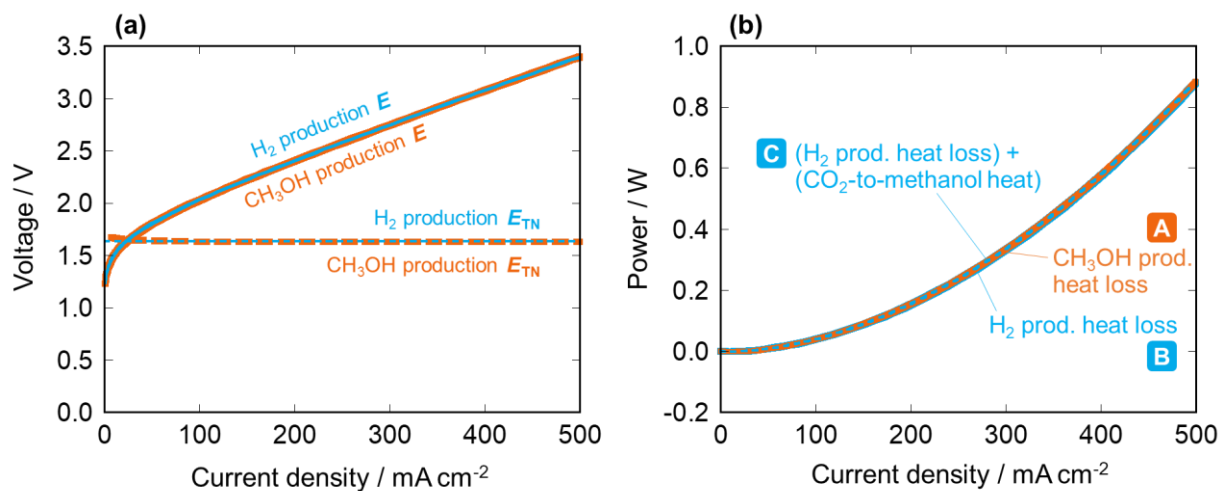 (a)
3.5
3.0
2.5
2.0
1.5
1.0
0.5
0.0
Voltage / V
H₂ production E
CH₃OH production E
H₂ production E_TN
CH₃OH production E_TN
0 100 200 300 400 500
Current density / mA cm⁻²
(b)
1.0
0.8
0.6
0.4
0.2
0.0
-0.2
Power / W
C (H₂ prod. heat loss) +
(CO₂-to-methanol heat)
A
CH₃OH prod.
heat loss
H₂ prod. heat loss
B
0 100 200 300 400 500
Current density / mA cm⁻²